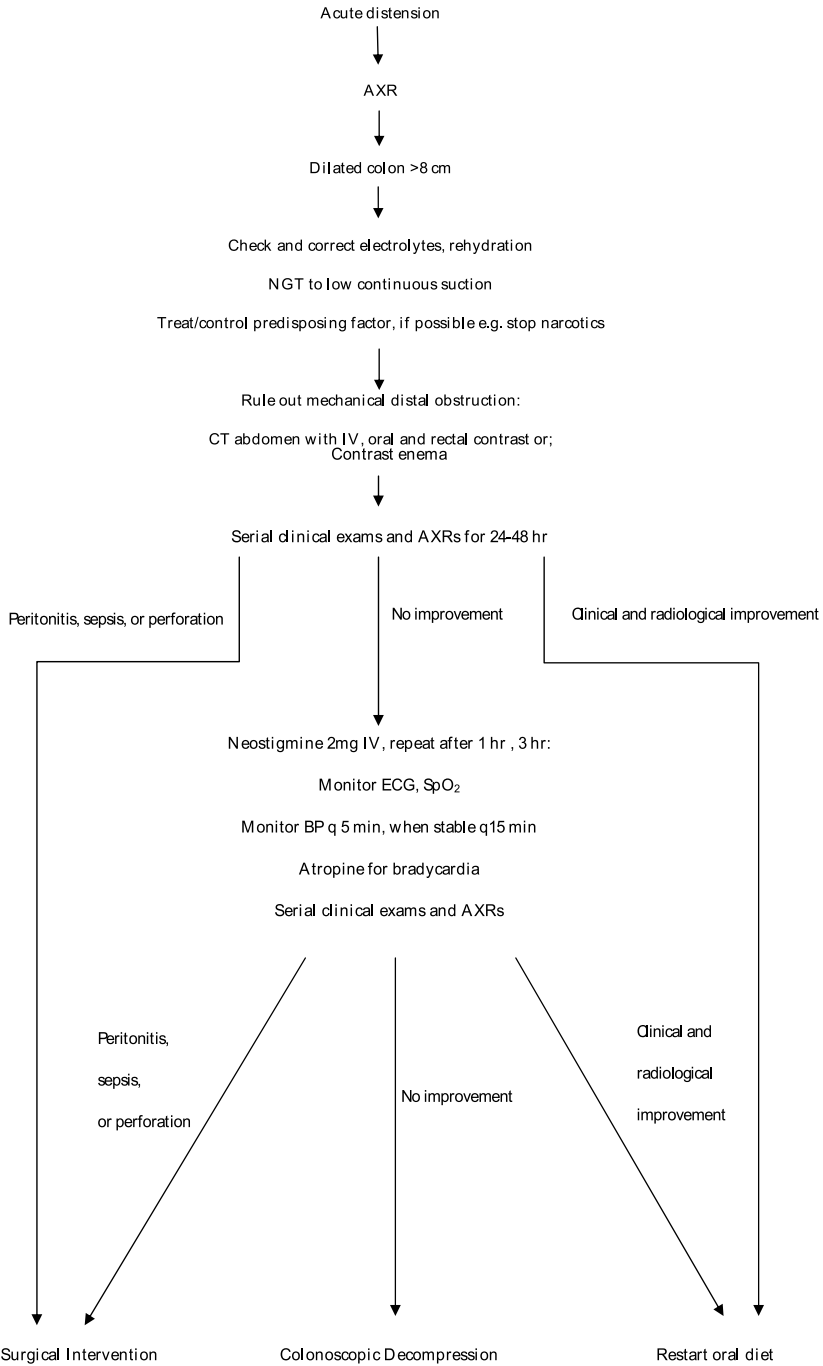 Acute distension
AXR
Dilated colon >8 cm
Check and correct electrolytes, rehydration
NGT to low continuous suction
Treat/control predisposing factor, if possible e.g. stop narcotics
Rule out mechanical distal obstruction:
CT abdomen with IV, oral and rectal contrast or;
Contrast enema
Serial clinical exams and AXRs for 24-48 hr
Peritonitis, sepsis, or perforation
No improvement
Clinical and radiological improvement
Neostigmine 2mg IV, repeat after 1 hr , 3 hr:
Monitor ECG, SpO₂
Monitor BP q 5 min, when stable q15 min
Atropine for bradycardia
Serial clinical exams and AXRs
Peritonitis,
sepsis,
or perforation
No improvement
Clinical and
radiological
improvement
Surgical Intervention
Colonoscopic Decompression
Restart oral diet